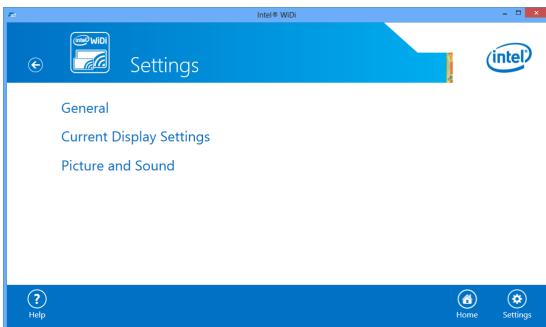 Intel® WiDi
intel WiDi
Settings
intel
General
Current Display Settings
Picture and Sound
?
Help
Home
Settings